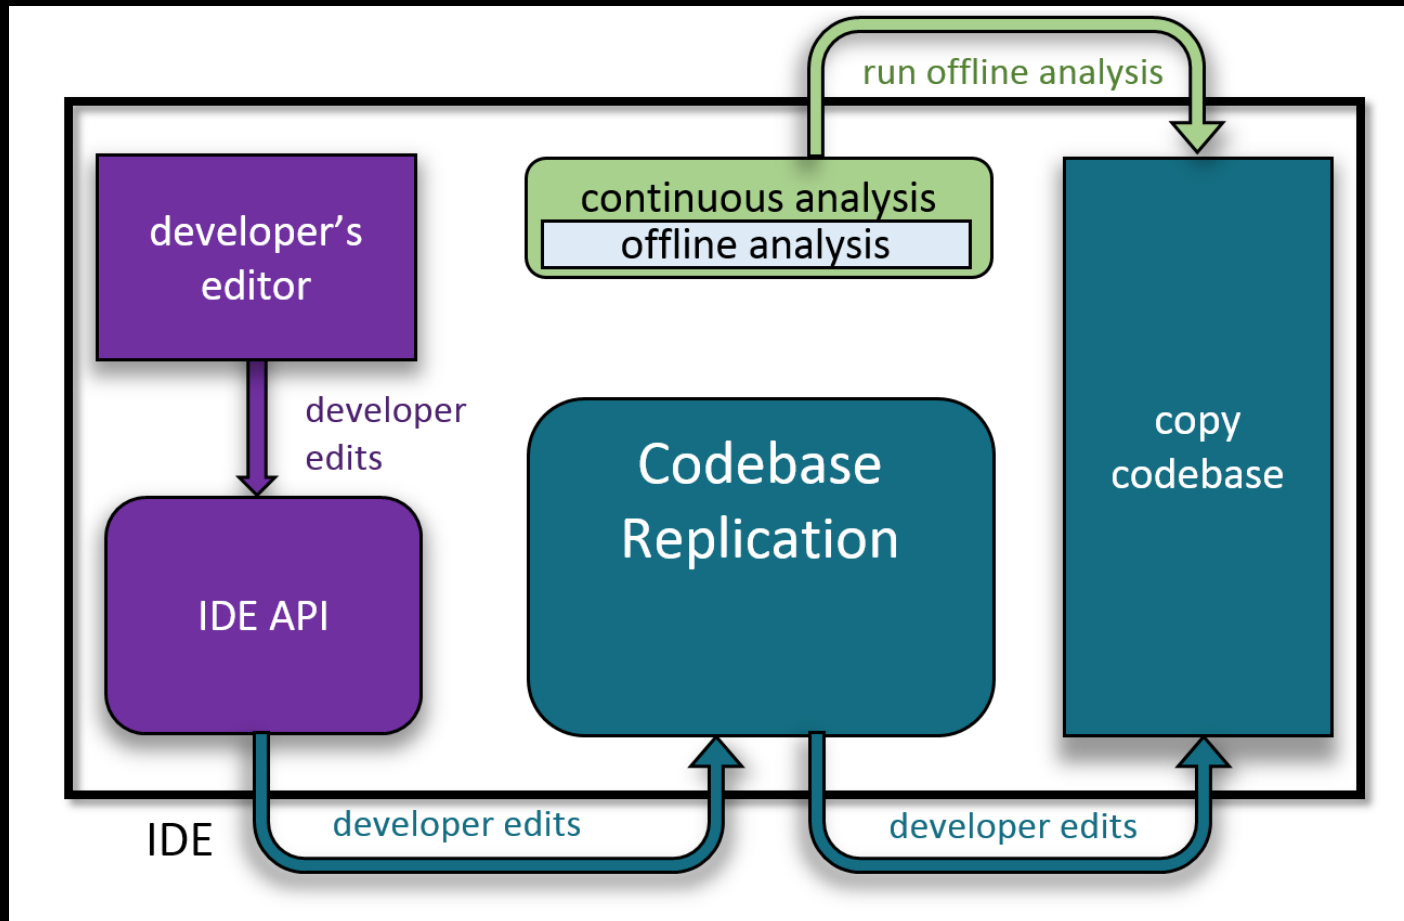 run offline analysis
developer's
editor
continuous analysis
offline analysis
developer
edits
Codebase
Replication
copy
codebase
IDE API
IDE
developer edits
developer edits